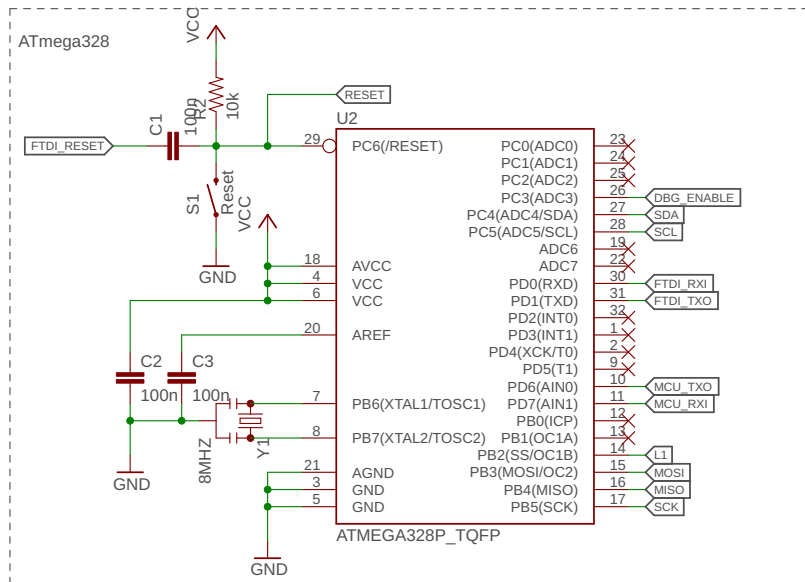 ATmega328
VCC
R2
10k
RESET
FTDI_RESET
C1
100n
S1
Reset
GND
VCC
C2
100n
C3
100n
GND
8MHZ
Y1
GND
U2
29 PC6(/RESET)
18 AVCC
4 VCC
6 VCC
20 AREF
7 PB6(XTAL1/TOSC1)
8 PB7(XTAL2/TOSC2)
21 AGND
3 GND
5 GND
PC0(ADC0) 23
PC1(ADC1) 24
PC2(ADC2) 25
PC3(ADC3) 26 DBG_ENABLE
PC4(ADC4/SDA) 27 SDA
PC5(ADC5/SCL) 28 SCL
ADC6 19
ADC7 22
PD0(RXD) 30 FTDI_RXI
PD1(TXD) 31 FTDI_TXO
PD2(INT0) 32
PD3(INT1) 1
PD4(XCK/T0) 2
PD5(T1) 9
PD6(AIN0) 10 MCU_TXO
PD7(AIN1) 11 MCU_RXI
PB0(ICP) 12
PB1(OC1A) 13
PB2(SS/OC1B) 14 L1
PB3(MOSI/OC2) 15 MOSI
PB4(MISO) 16 MISO
PB5(SCK) 17 SCK
ATMEGA328P_TQFP